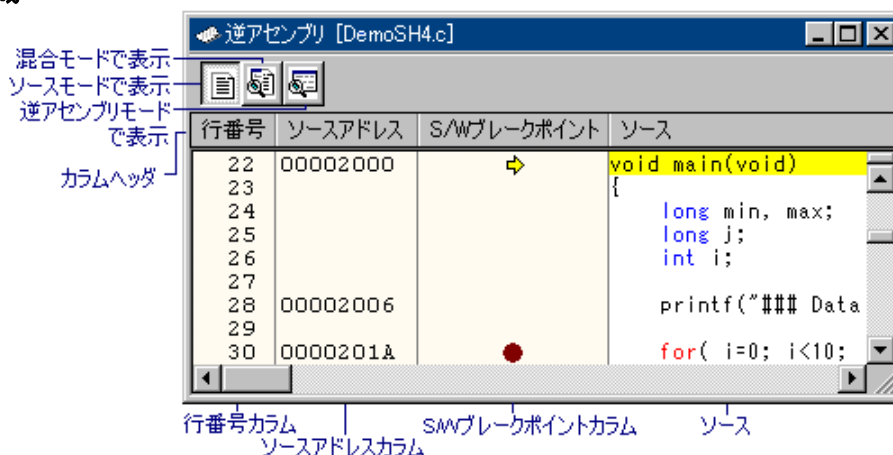 逆アセンブリ [DemoSH4.c]
混合モードで表示
ソースモードで表示
逆アセンブリモード
で表示
カラムヘッダ
行番号 ソースアドレス S/Wブレークポイント ソース
22 00002000 void main(void)
23 {
24 long min, max;
25 long j;
26 int i;
27
28 00002006 printf("### Data
29
30 0000201A for( i=0; i<10;
行番号カラム S/Wブレークポイントカラム ソース
ソースアドレスカラム